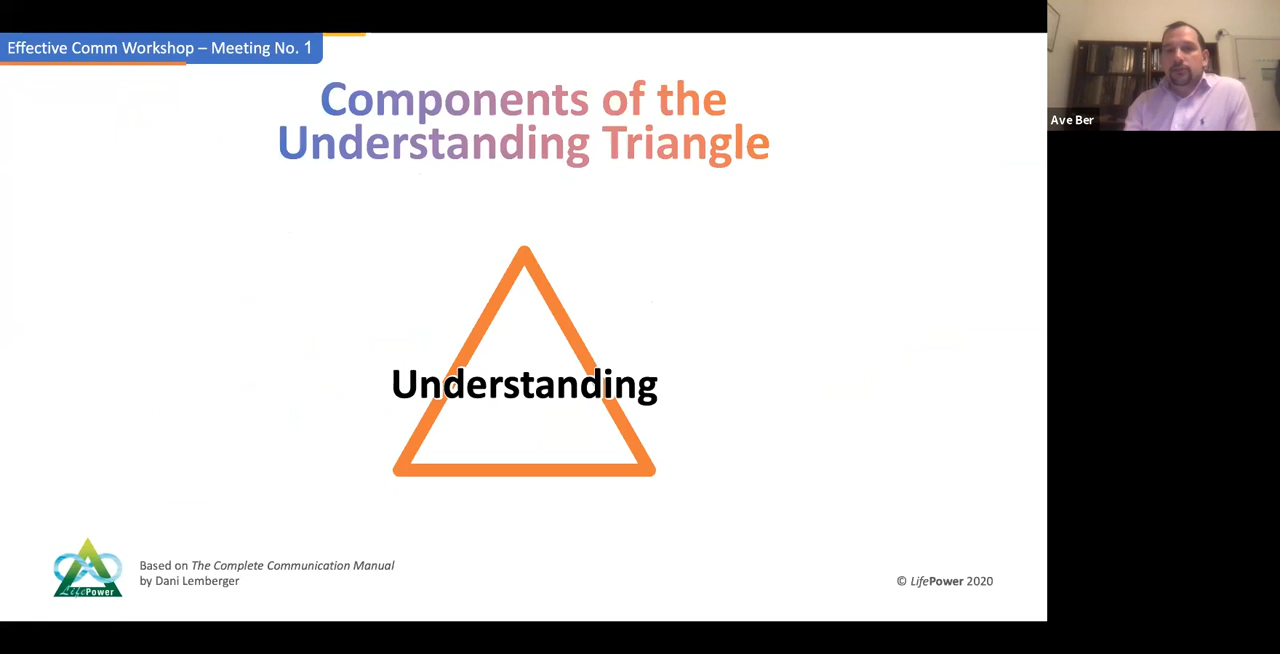 Effective Comm Workshop – Meeting No. 1
Components of the
Understanding Triangle
Understanding
LifePower
Based on The Complete Communication Manual
by Dani Lemberger
© LifePower 2020
Ave Ber